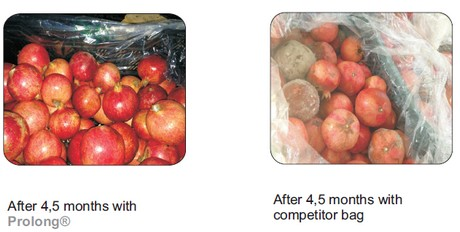 After 4,5 months with
Prolong®
After 4,5 months with
competitor bag